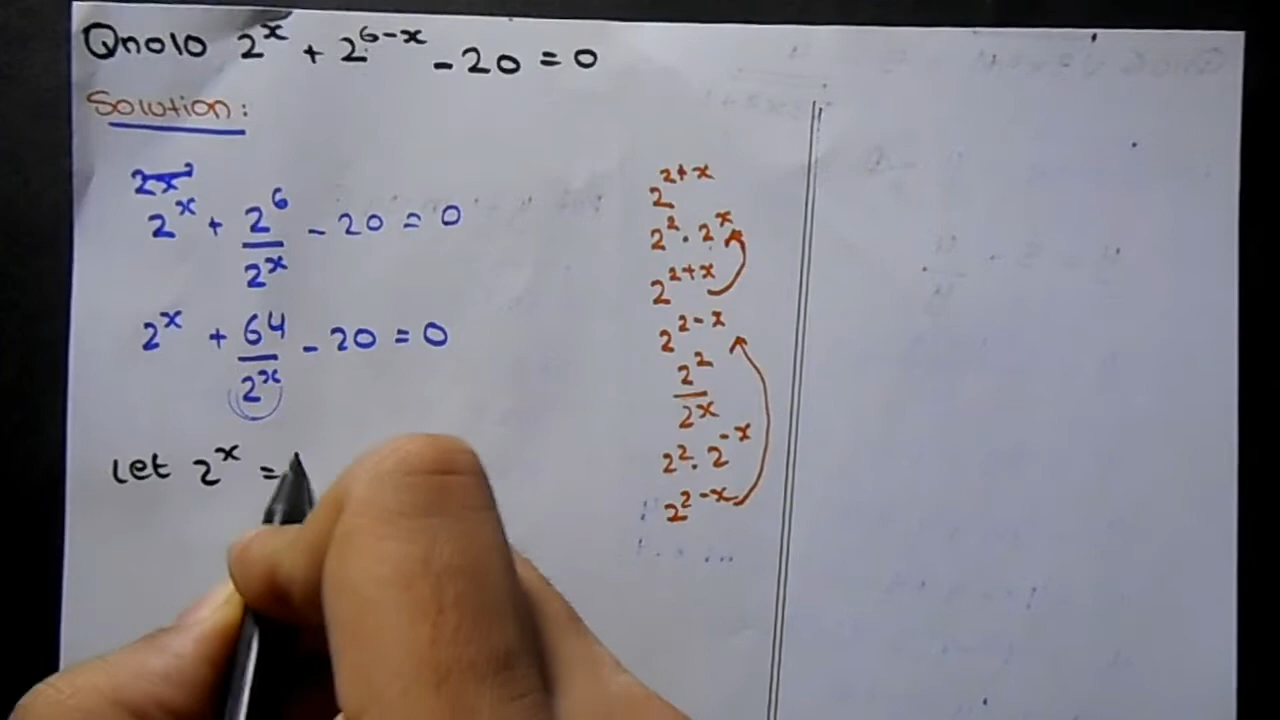 Qno10 2^x + 2^{6-x} - 20 = 0
Solution:
2^x + 2^6/2^x - 20 = 0
2^x + 64/2^x - 20 = 0
Let 2^x =
2^{2+x}
2^2 . 2^x
2^{2+x}
2^{2-x}
2^2/2^x
2^2 . 2^{-x}
2^{2-x}